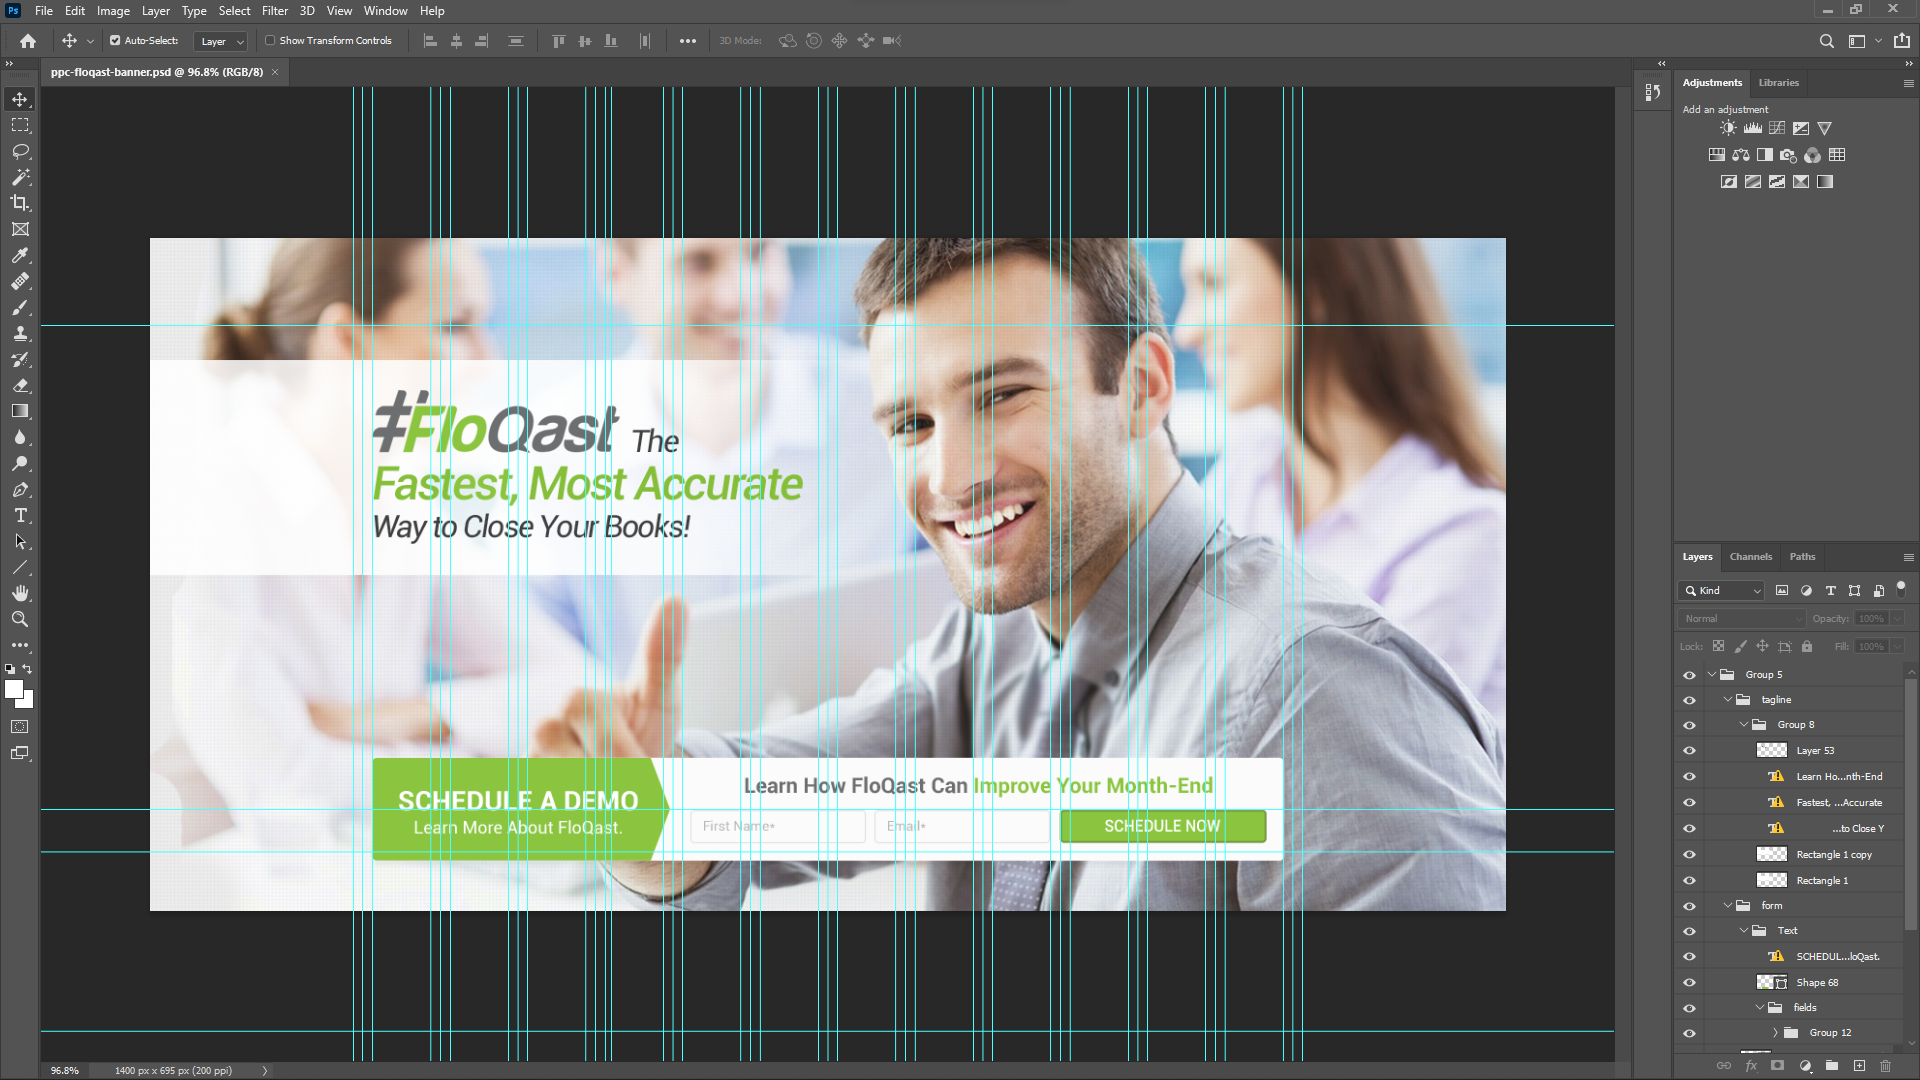 Ps File Edit Image Layer Type Select Filter 3D View Window Help
Auto-Select: Layer Show Transform Controls 3D Mode:
ppc-floqast-banner.psd @ 96.8% (RGB/8) ×
#FloQast The
Fastest, Most Accurate
Way to Close Your Books!
SCHEDULE A DEMO
Learn More About FloQast.
Learn How FloQast Can Improve Your Month-End
First Name*
Email*
SCHEDULE NOW
96.8% 1400 px x 695 px (200 ppi)
Adjustments Libraries
Add an adjustment
Layers Channels Paths
Kind
Normal Opacity: 100%
Lock: Fill: 100%
Group 5
tagline
Group 8
Layer 53
Learn Ho...nth-End
Fastest, ...Accurate
...to Close Y
Rectangle 1 copy
Rectangle 1
form
Text
SCHEDUL...loQast.
Shape 68
fields
Group 12
fx